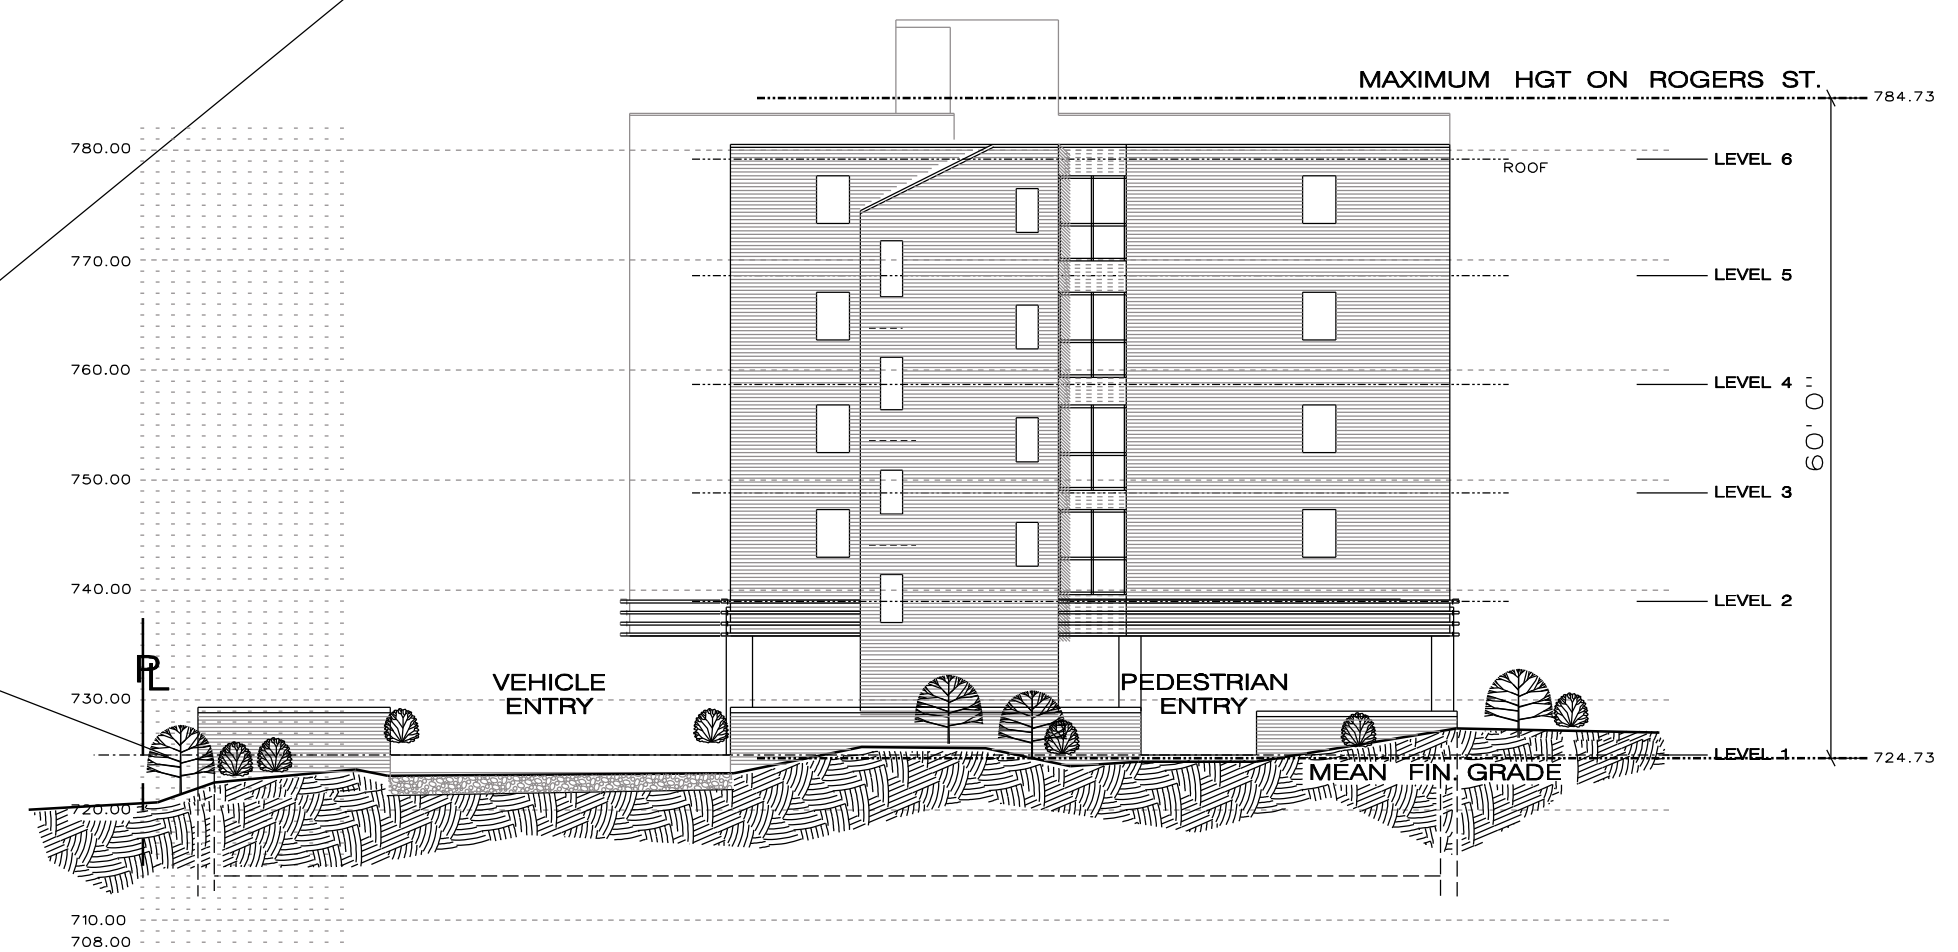 MAXIMUM HGT ON ROGERS ST.
784.73
780.00
LEVEL 6
ROOF
770.00
LEVEL 5
760.00
LEVEL 4
60'.0"
750.00
LEVEL 3
740.00
LEVEL 2
PL
VEHICLE
ENTRY
PEDESTRIAN
ENTRY
730.00
LEVEL 1
724.73
MEAN FIN. GRADE
720.00
710.00
708.00